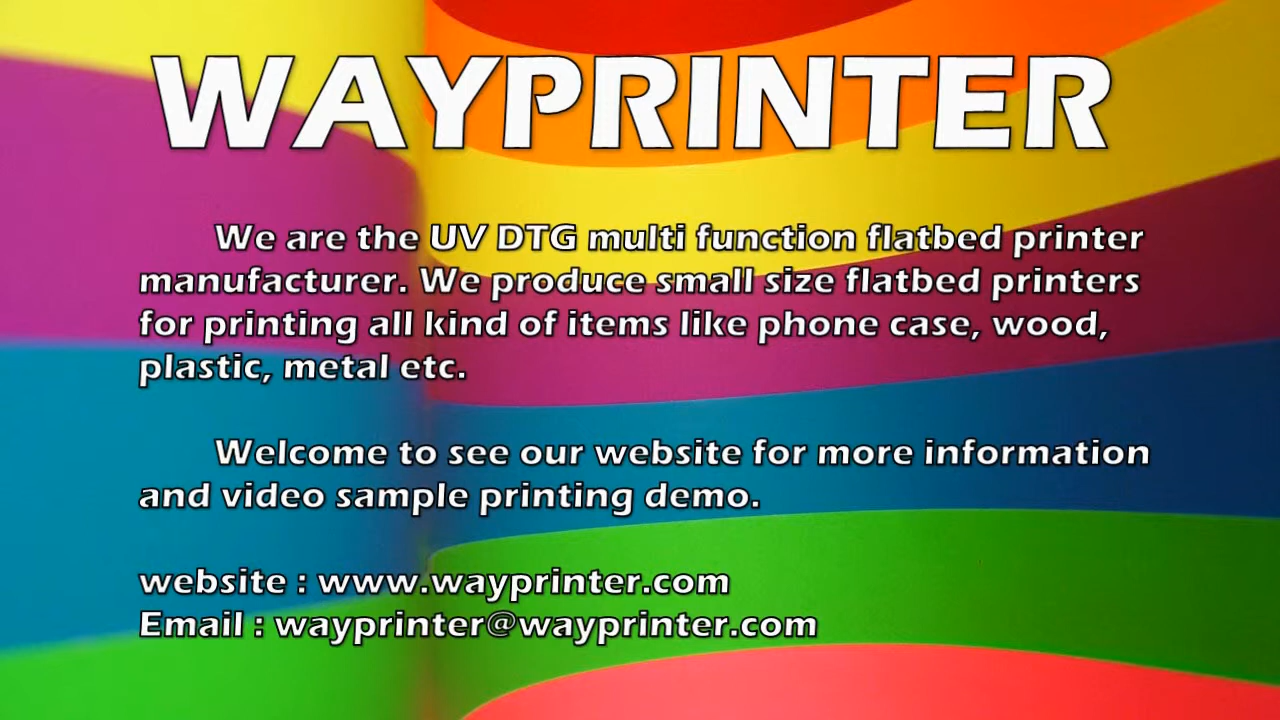 WAYPRINTER
We are the UV DTG multi function flatbed printer
manufacturer. We produce small size flatbed printers
for printing all kind of items like phone case, wood,
plastic, metal etc.
Welcome to see our website for more information
and video sample printing demo.
website : www.wayprinter.com
Email : wayprinter@wayprinter.com